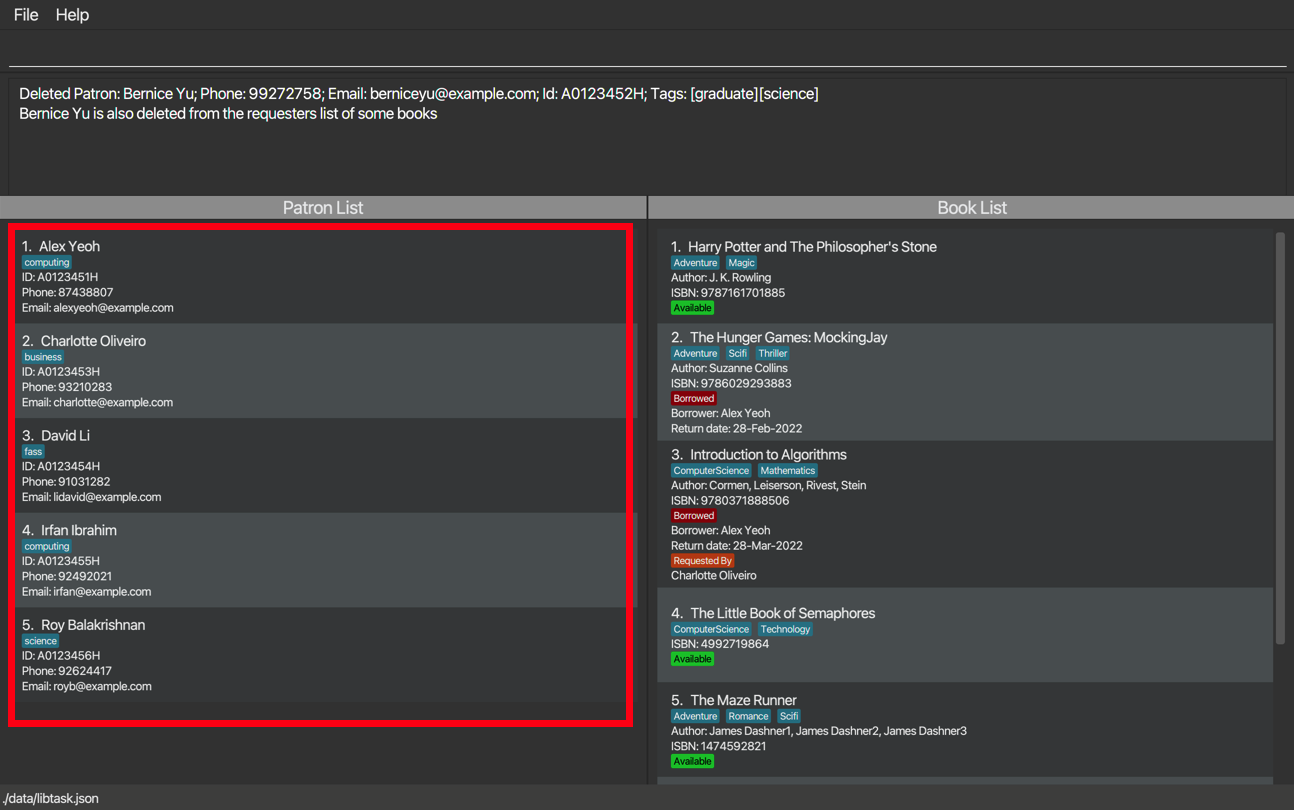 File Help
Deleted Patron: Bernice Yu; Phone: 99272758; Email: berniceyu@example.com; Id: A0123452H; Tags: [graduate][science]
Bernice Yu is also deleted from the requesters list of some books
Patron List
1. Alex Yeoh
computing
ID: A0123451H
Phone: 87438807
Email: alexyeoh@example.com
2. Charlotte Oliveiro
business
ID: A0123453H
Phone: 93210283
Email: charlotte@example.com
3. David Li
fass
ID: A0123454H
Phone: 91031282
Email: lidavid@example.com
4. Irfan Ibrahim
computing
ID: A0123455H
Phone: 92492021
Email: irfan@example.com
5. Roy Balakrishnan
science
ID: A0123456H
Phone: 92624417
Email: royb@example.com
Book List
1. Harry Potter and The Philosopher's Stone
Adventure Magic
Author: J. K. Rowling
ISBN: 9787161701885
Available
2. The Hunger Games: MockingJay
Adventure Scifi Thriller
Author: Suzanne Collins
ISBN: 9786029293883
Borrowed
Borrower: Alex Yeoh
Return date: 28-Feb-2022
3. Introduction to Algorithms
ComputerScience Mathematics
Author: Cormen, Leiserson, Rivest, Stein
ISBN: 9780371888506
Borrowed
Borrower: Alex Yeoh
Return date: 28-Mar-2022
Requested By
Charlotte Oliveiro
4. The Little Book of Semaphores
ComputerScience Technology
ISBN: 4992719864
Available
5. The Maze Runner
Adventure Romance Scifi
Author: James Dashner1, James Dashner2, James Dashner3
ISBN: 1474592821
Available
./data/libtask.json